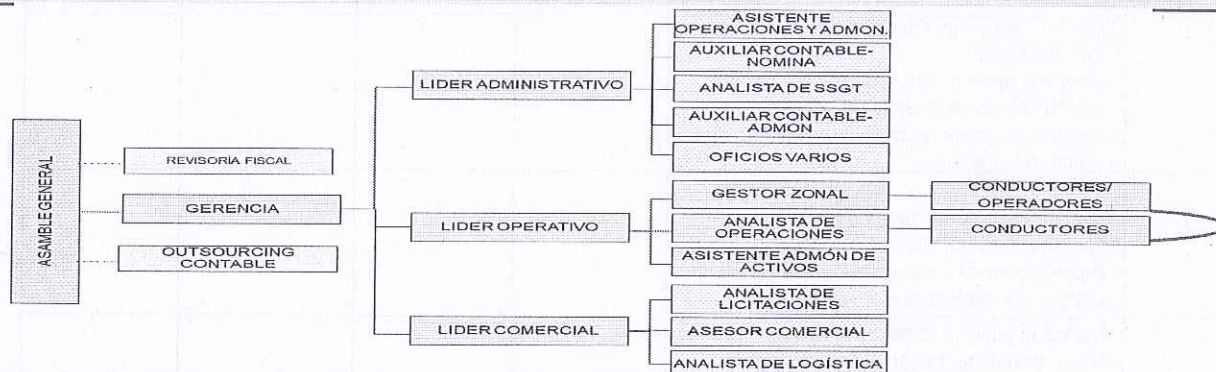 ASAMBLEGENERAL
REVISORÍA FISCAL
GERENCIA
OUTSOURCING
CONTABLE
LIDER ADMINISTRATIVO
ASISTENTE
OPERACIONES Y ADMON.
AUXILIAR CONTABLE-
NOMINA
ANALISTA DE SSGT
AUXILIAR CONTABLE-
ADMON
OFICIOS VARIOS
LIDER OPERATIVO
GESTOR ZONAL
CONDUCTORES/
OPERADORES
ANALISTA DE
OPERACIONES
CONDUCTORES
ASISTENTE ADMÓN DE
ACTIVOS
LIDER COMERCIAL
ANALISTA DE
LICITACIONES
ASESOR COMERCIAL
ANALISTA DE LOGÍSTICA